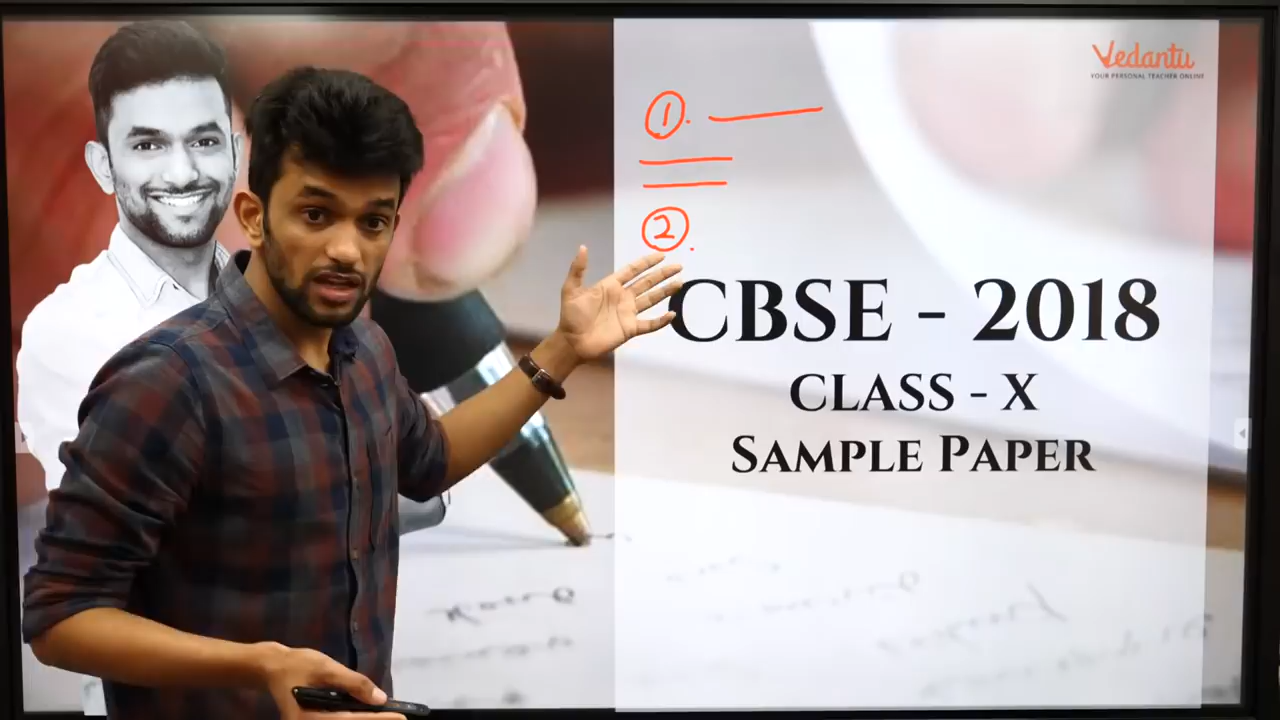 Vedantu
YOUR PERSONAL TEACHER ONLINE
1.
2.
CBSE - 2018
CLASS - X
SAMPLE PAPER